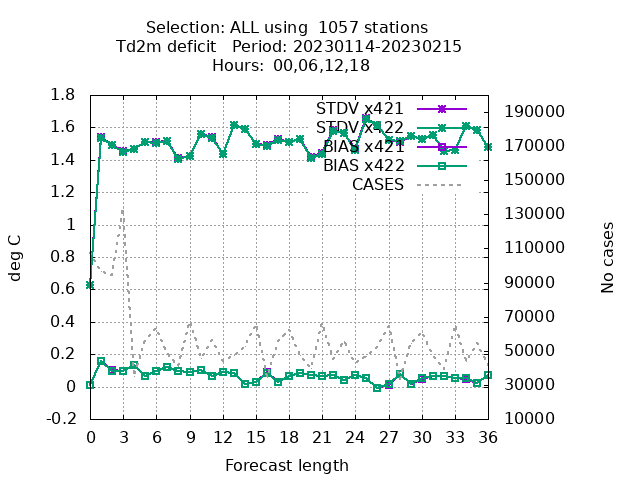 Selection: ALL using  1057 stations
Td2m deficit   Period: 20230114-20230215
Hours:  00,06,12,18
1.8
1.6
1.4
1.2
1
0.8
0.6
0.4
0.2
0
-0.2
deg C
STDV x421
STDV x422
BIAS x421
BIAS x422
CASES
190000
170000
150000
130000
110000
90000
70000
50000
30000
10000
No cases
0 3 6 9 12 15 18 21 24 27 30 33 36
Forecast length